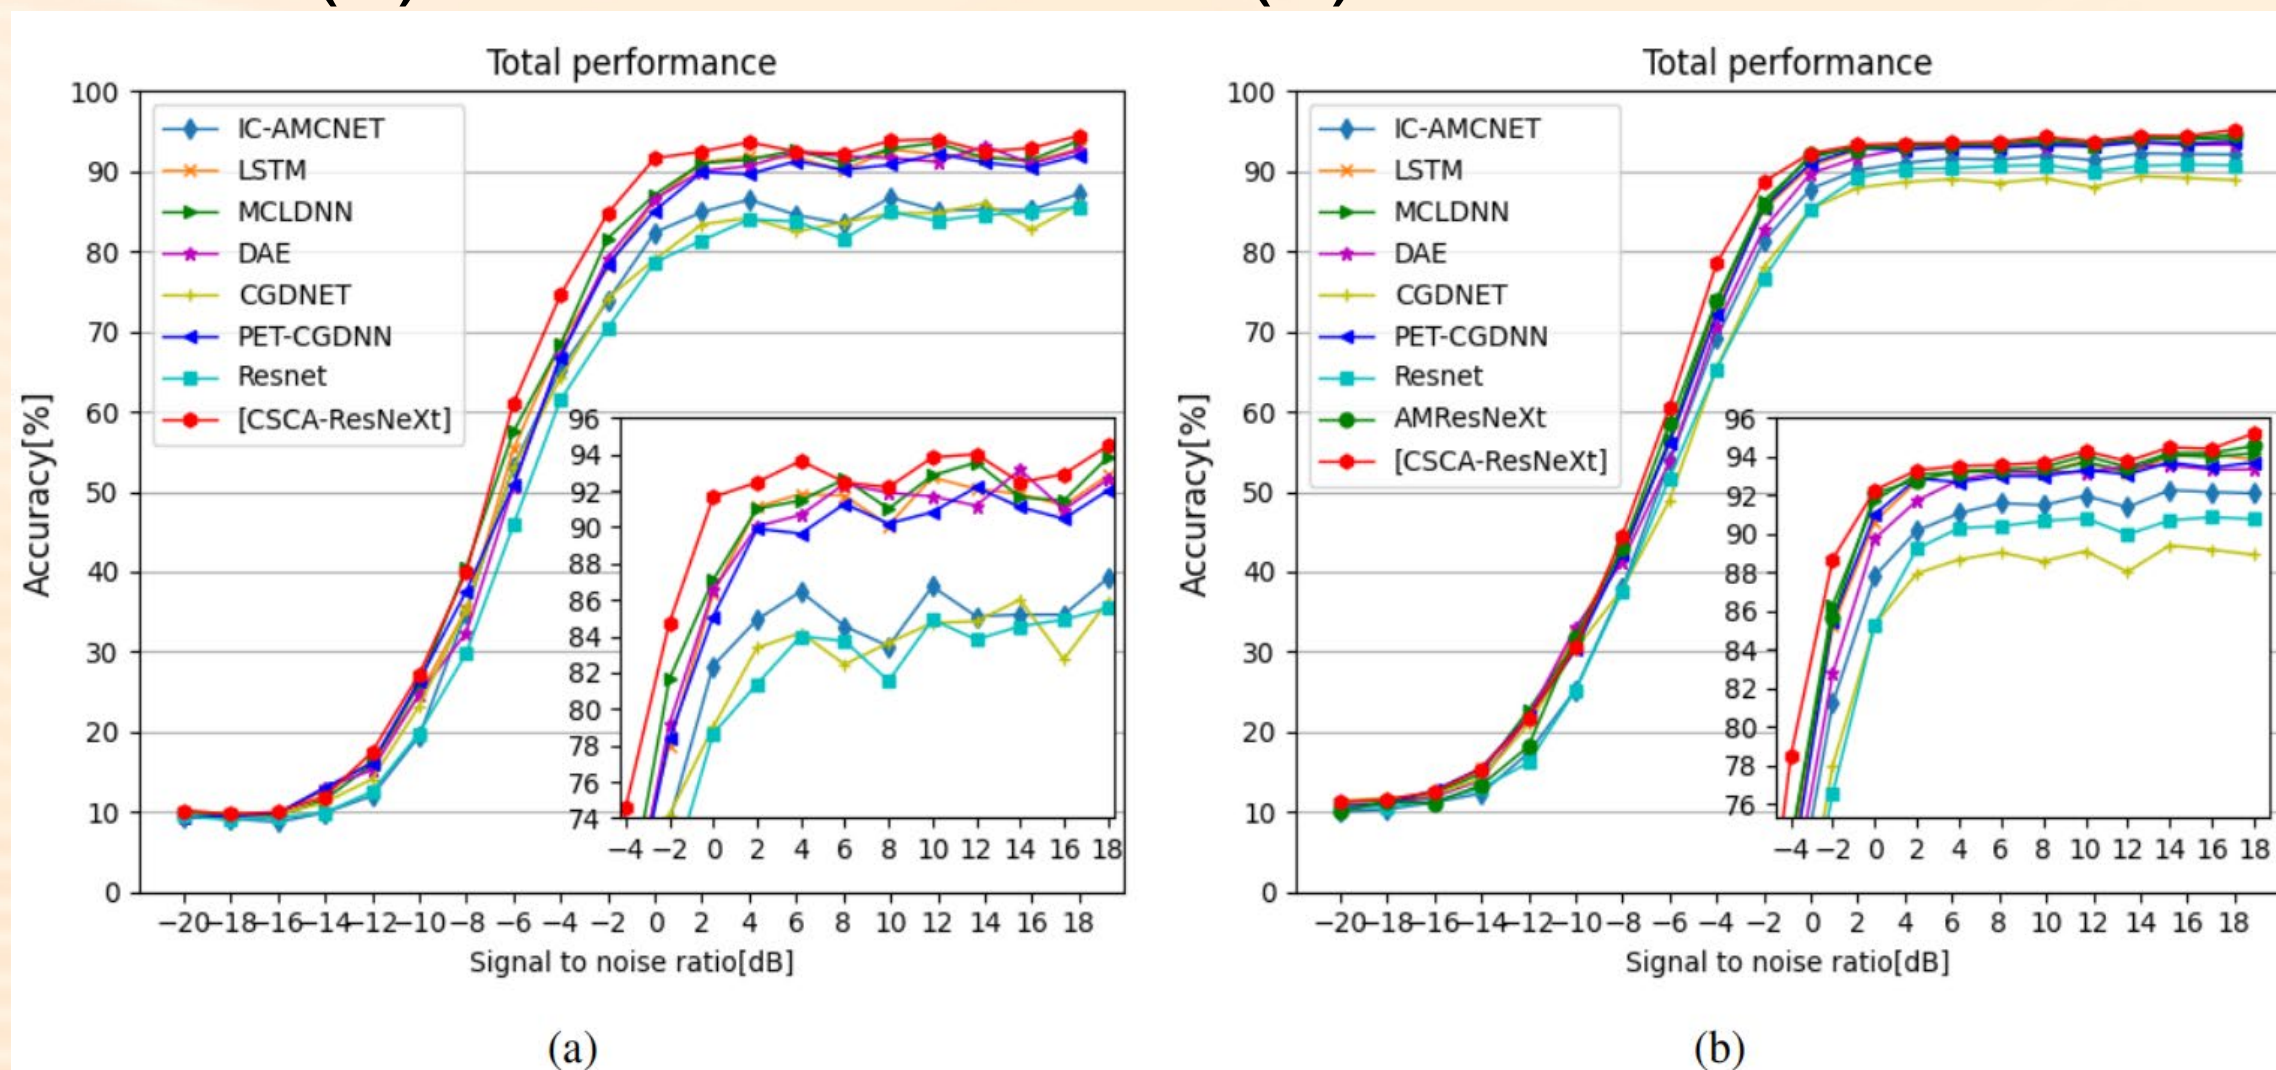 Total performance
100
90
80
70
60
50
40
30
20
10
0
Accuracy[%]
IC-AMCNET
LSTM
MCLDNN
DAE
CGDNET
PET-CGDNN
Resnet
[CSCA-ResNeXt]
96
94
92
90
88
86
84
82
80
78
76
74
−4 −2 0 2 4 6 8 10 12 14 16 18
−20 −18 −16 −14 −12 −10 −8 −6 −4 −2 0 2 4 6 8 10 12 14 16 18
Signal to noise ratio[dB]
(a)
Total performance
100
90
80
70
60
50
40
30
20
10
0
Accuracy[%]
IC-AMCNET
LSTM
MCLDNN
DAE
CGDNET
PET-CGDNN
Resnet
AMResNeXt
[CSCA-ResNeXt]
96
94
92
90
88
86
84
82
80
78
76
−4 −2 0 2 4 6 8 10 12 14 16 18
−20 −18 −16 −14 −12 −10 −8 −6 −4 −2 0 2 4 6 8 10 12 14 16 18
Signal to noise ratio[dB]
(b)